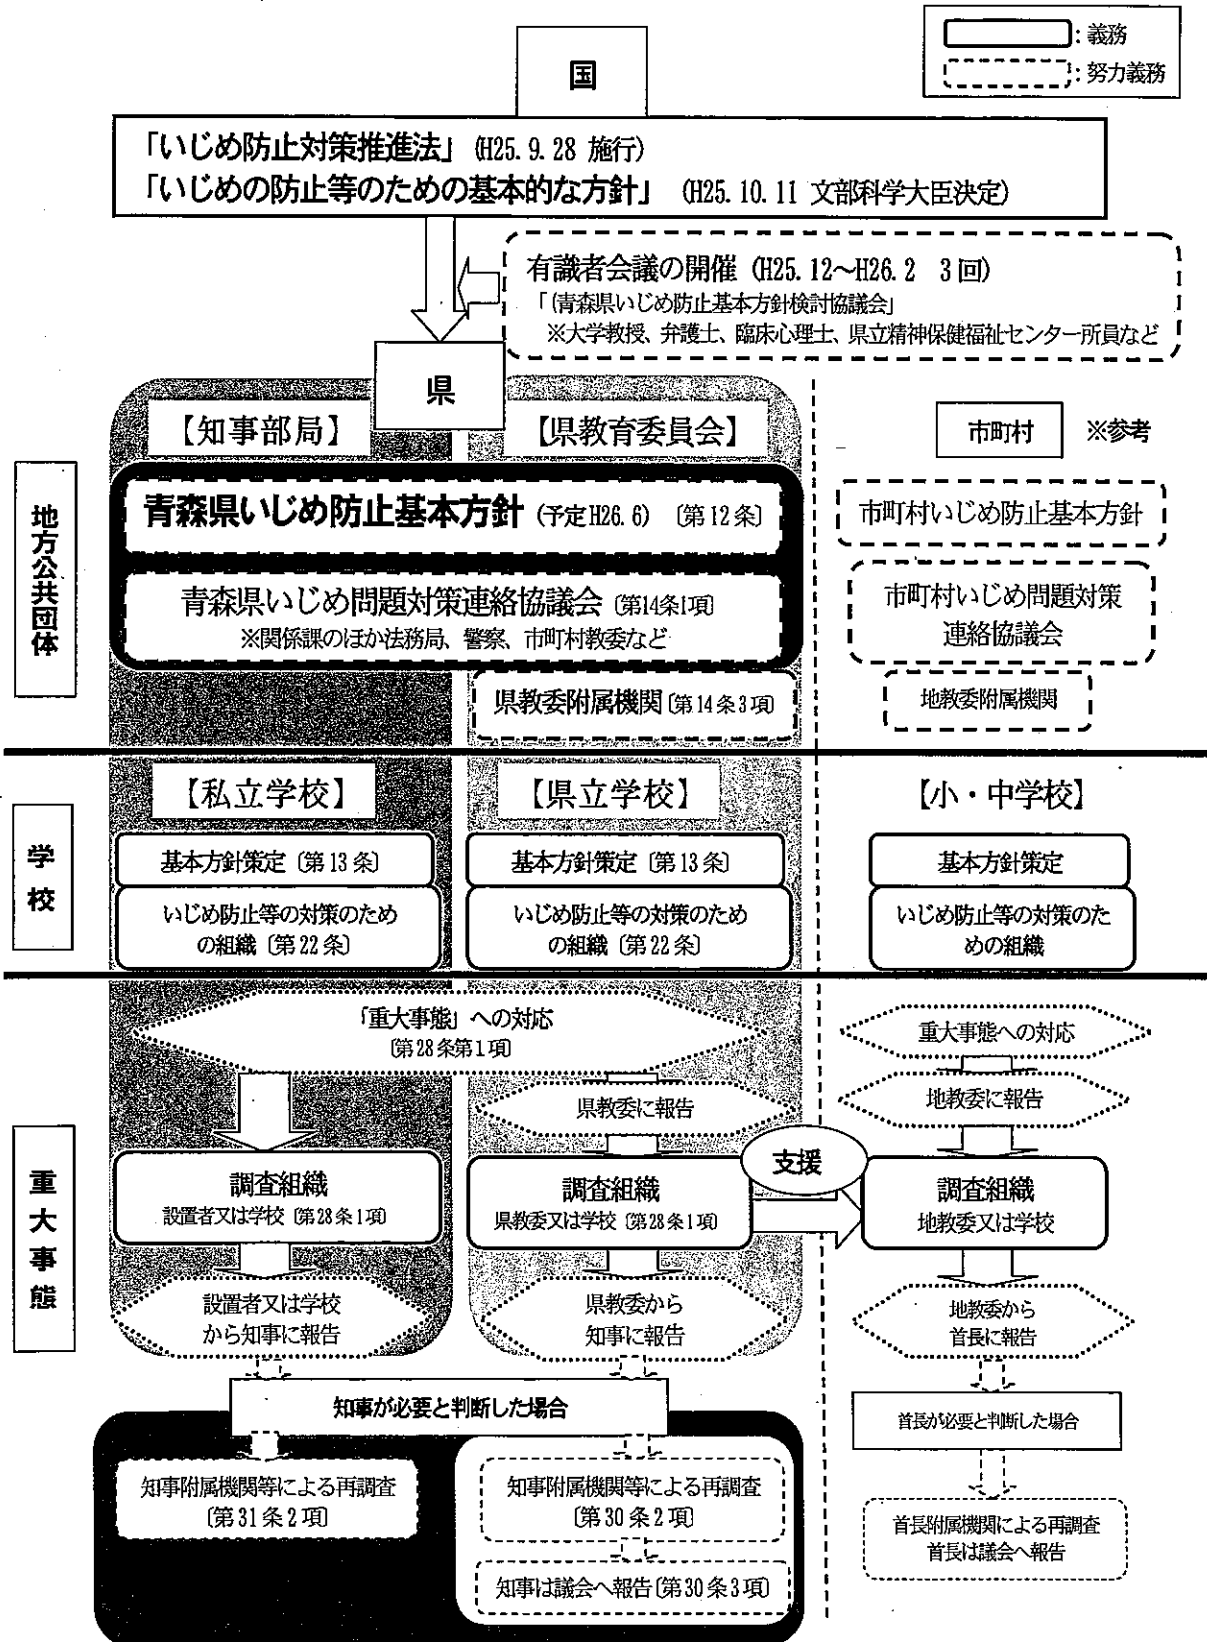 国
：義務
：努力義務
「いじめ防止対策推進法」（H25.9.28 施行）
「いじめの防止等のための基本的な方針」（H25.10.11 文部科学大臣決定）
有識者会議の開催（H25.12～H26.2　3回）
「（青森県いじめ防止基本方針検討協議会」
※大学教授、弁護士、臨床心理士、県立精神保健福祉センター所員など
県
【知事部局】
【県教育委員会】
市町村
※参考
地方公共団体
青森県いじめ防止基本方針（予定H26.6）〔第12条〕
市町村いじめ防止基本方針
青森県いじめ問題対策連絡協議会〔第14条1項〕
※関係課のほか法務局、警察、市町村教委など
市町村いじめ問題対策
連絡協議会
県教委附属機関〔第14条3項〕
地教委附属機関
学校
【私立学校】
【県立学校】
【小・中学校】
基本方針策定〔第13条〕
基本方針策定〔第13条〕
基本方針策定
いじめ防止等の対策のため
の組織〔第22条〕
いじめ防止等の対策のため
の組織〔第22条〕
いじめ防止等の対策のた
めの組織
重大事態
「重大事態」への対応
〔第28条第1項〕
重大事態への対応
県教委に報告
地教委に報告
調査組織
設置者又は学校〔第28条1項〕
調査組織
県教委又は学校〔第28条1項〕
支援
調査組織
地教委又は学校
設置者又は学校
から知事に報告
県教委から
知事に報告
地教委から
首長に報告
知事が必要と判断した場合
首長が必要と判断した場合
知事附属機関等による再調査
〔第31条2項〕
知事附属機関等による再調査
〔第30条2項〕
知事は議会へ報告〔第30条3項〕
首長附属機関による再調査
首長は議会へ報告